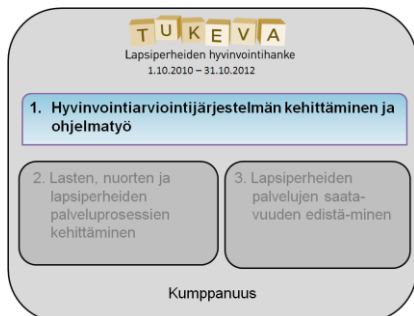 TUKEVA
Lapsiperheiden hyvinvointihanke
1.10.2010 – 31.10.2012
1. Hyvinvointiarviointijärjestelmän kehittäminen ja
ohjelmatyö
2. Lasten, nuorten ja
lapsiperheiden
palveluprosessien
kehittäminen
3. Lapsiperheiden
palvelujen saata-
vuuden edistä-minen
Kumppanuus